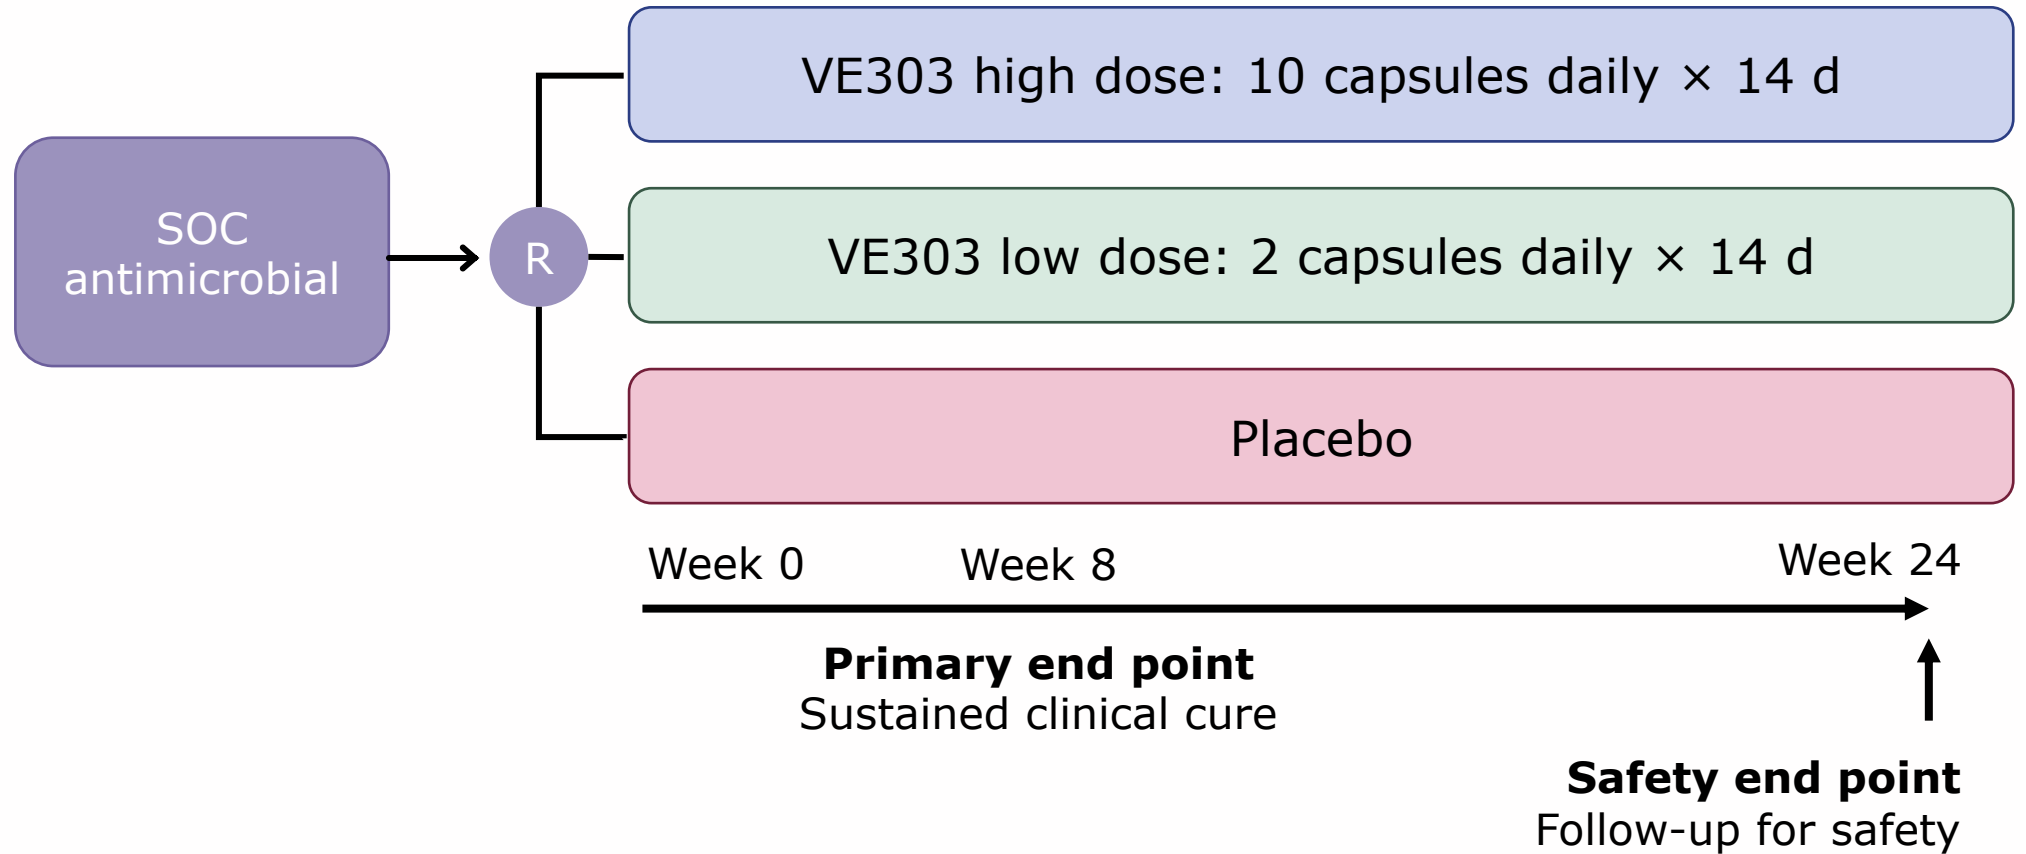 SOC
antimicrobial
R
VE303 high dose: 10 capsules daily × 14 d
VE303 low dose: 2 capsules daily × 14 d
Placebo
Week 0
Week 8
Week 24
Primary end point
Sustained clinical cure
Safety end point
Follow-up for safety